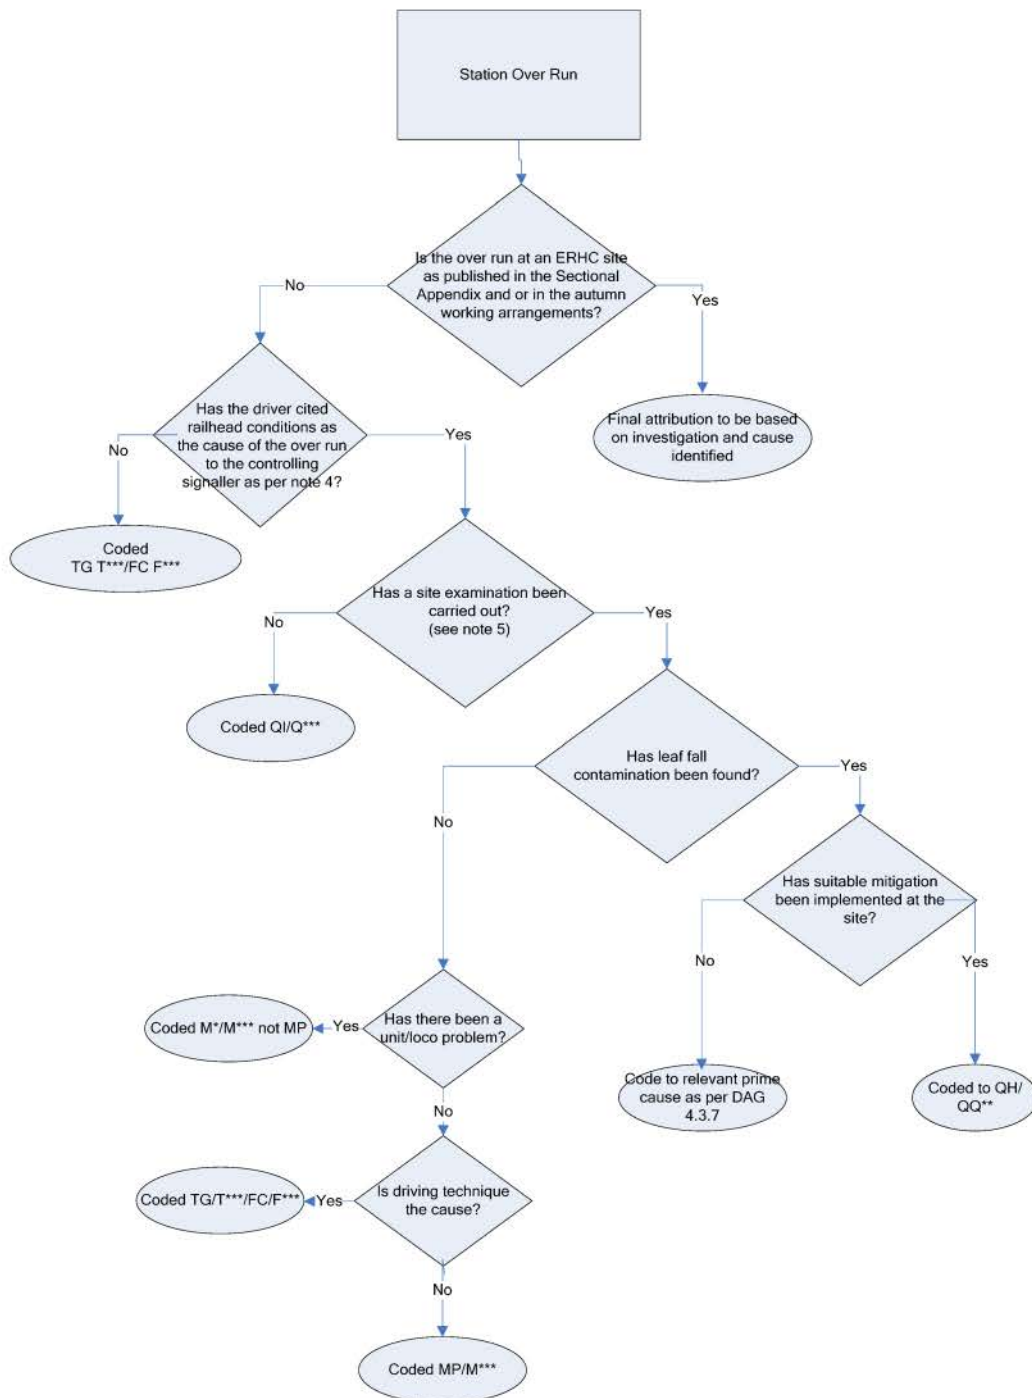 Station Over Run
Is the over run at an ERHC site
as published in the Sectional
Appendix and or in the autumn
working arrangements?
No
Yes
Has the driver cited
railhead conditions as
the cause of the over run
to the controlling
signaller as per note 4?
Final attribution to be based
on investigation and cause
identified
No
Yes
Coded
TG T***/FC F***
Has a site examination been
carried out?
(see note 5)
No
Yes
Coded QI/Q***
Has leaf fall
contamination been found?
Yes
No
Has suitable mitigation
been implemented at the
site?
No
Yes
Has there been a
unit/loco problem?
Yes
Coded M*/M*** not MP
Code to relevant prime
cause as per DAG
4.3.7
Coded to QH/
QQ**
No
Is driving technique
the cause?
Yes
Coded TG/T***/FC/F***
No
Coded MP/M***